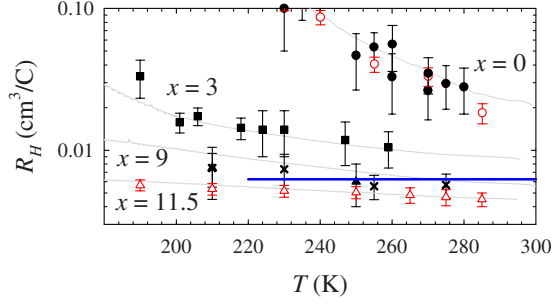 0.10
x = 0
x = 3
R_H (cm³/C)
0.01
x = 9
x = 11.5
200 220 240 260 280 300
T (K)